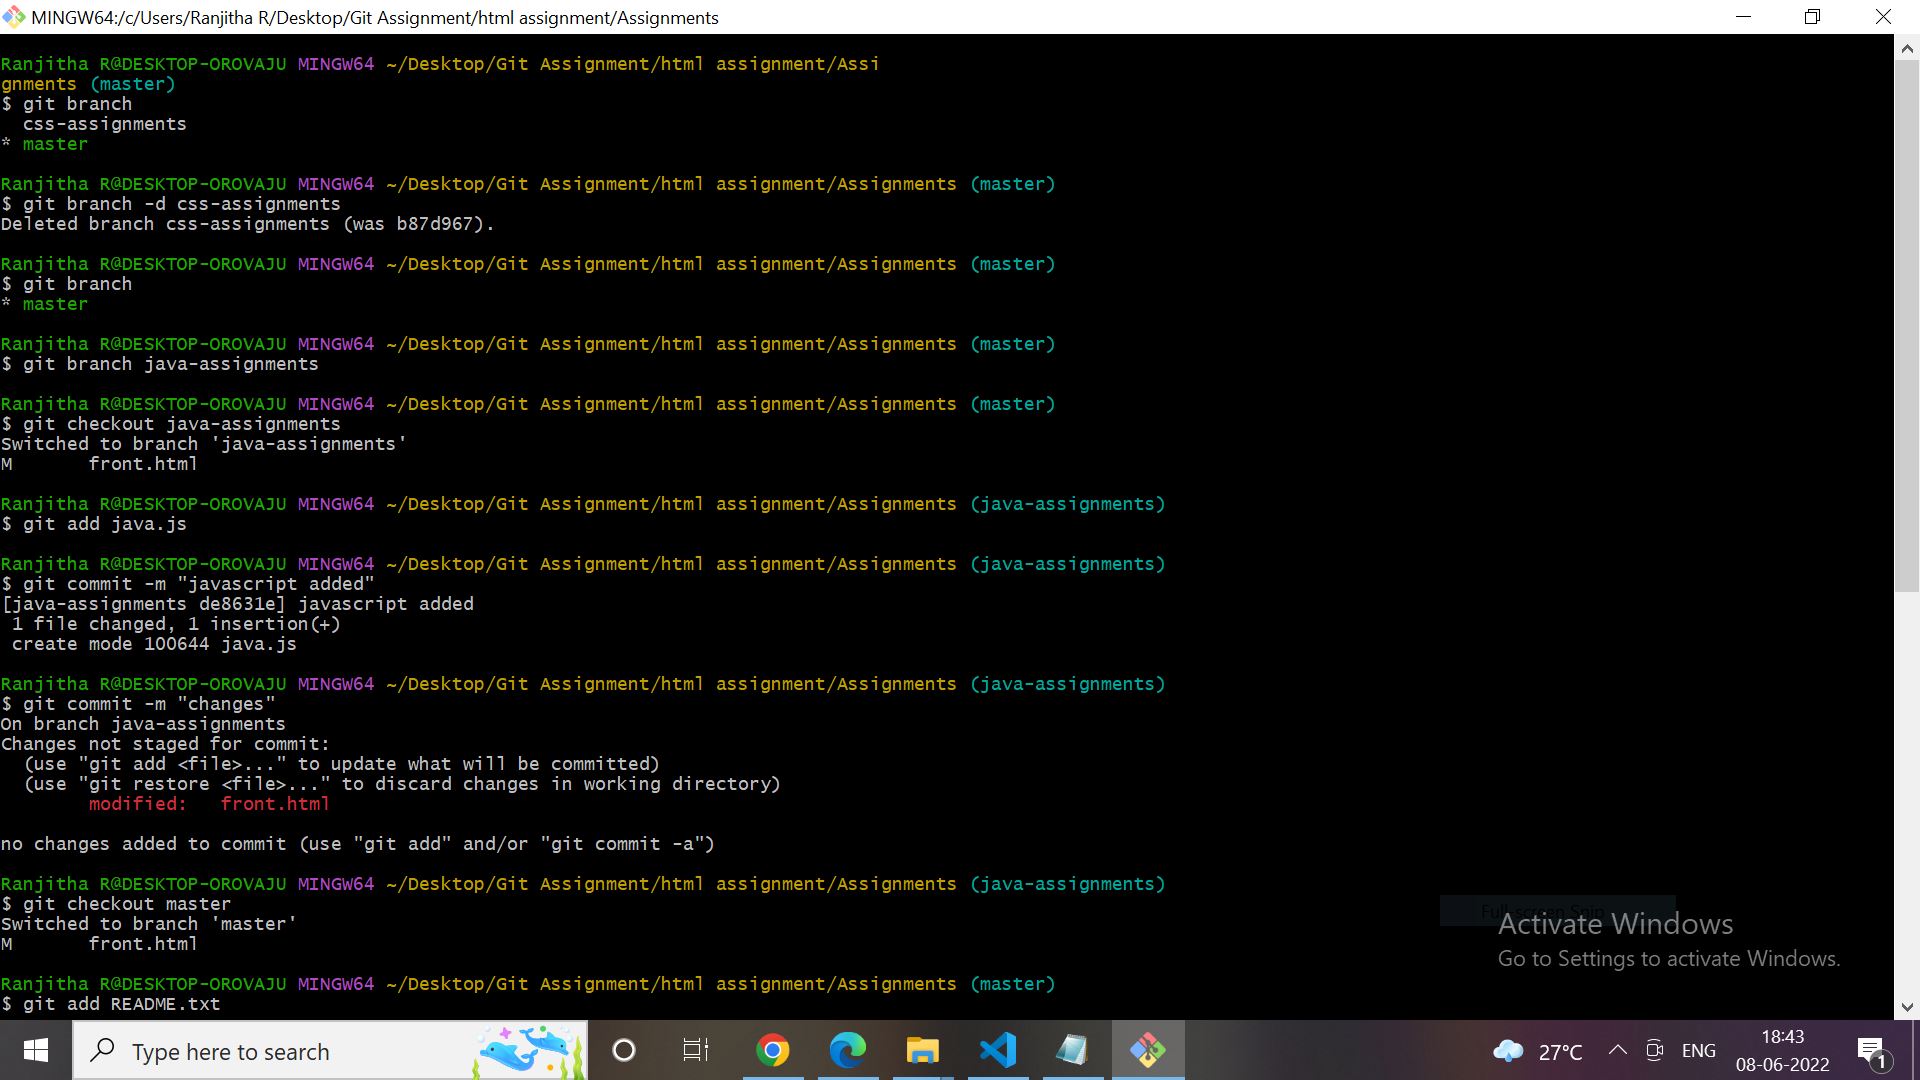 MINGW64:/c/Users/Ranjitha R/Desktop/Git Assignment/html assignment/Assignments
Ranjitha R@DESKTOP-OROVAJU MINGW64 ~/Desktop/Git Assignment/html assignment/Assi
gnments (master)
$ git branch
  css-assignments
* master
Ranjitha R@DESKTOP-OROVAJU MINGW64 ~/Desktop/Git Assignment/html assignment/Assignments (master)
$ git branch -d css-assignments
Deleted branch css-assignments (was b87d967).
Ranjitha R@DESKTOP-OROVAJU MINGW64 ~/Desktop/Git Assignment/html assignment/Assignments (master)
$ git branch
* master
Ranjitha R@DESKTOP-OROVAJU MINGW64 ~/Desktop/Git Assignment/html assignment/Assignments (master)
$ git branch java-assignments
Ranjitha R@DESKTOP-OROVAJU MINGW64 ~/Desktop/Git Assignment/html assignment/Assignments (master)
$ git checkout java-assignments
Switched to branch 'java-assignments'
M       front.html
Ranjitha R@DESKTOP-OROVAJU MINGW64 ~/Desktop/Git Assignment/html assignment/Assignments (java-assignments)
$ git add java.js
Ranjitha R@DESKTOP-OROVAJU MINGW64 ~/Desktop/Git Assignment/html assignment/Assignments (java-assignments)
$ git commit -m "javascript added"
[java-assignments de8631e] javascript added
 1 file changed, 1 insertion(+)
 create mode 100644 java.js
Ranjitha R@DESKTOP-OROVAJU MINGW64 ~/Desktop/Git Assignment/html assignment/Assignments (java-assignments)
$ git commit -m "changes"
On branch java-assignments
Changes not staged for commit:
  (use "git add <file>..." to update what will be committed)
  (use "git restore <file>..." to discard changes in working directory)
        modified:   front.html
no changes added to commit (use "git add" and/or "git commit -a")
Ranjitha R@DESKTOP-OROVAJU MINGW64 ~/Desktop/Git Assignment/html assignment/Assignments (java-assignments)
$ git checkout master
Switched to branch 'master'
M       front.html
Ranjitha R@DESKTOP-OROVAJU MINGW64 ~/Desktop/Git Assignment/html assignment/Assignments (master)
$ git add README.txt
Full-screen Snip
Activate Windows
Go to Settings to activate Windows.
Type here to search
27°C
ENG
18:43
08-06-2022
1